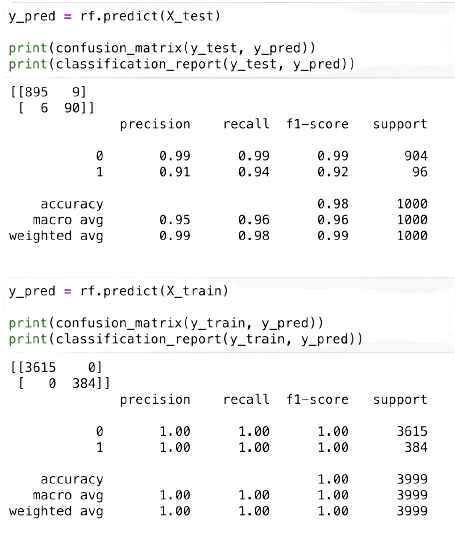 y_pred = rf.predict(X_test)
print(confusion_matrix(y_test, y_pred))
print(classification_report(y_test, y_pred))
[[895   9]
 [  6  90]]
              precision    recall  f1-score   support
           0       0.99      0.99      0.99       904
           1       0.91      0.94      0.92        96
    accuracy                           0.98      1000
   macro avg       0.95      0.96      0.96      1000
weighted avg       0.99      0.98      0.99      1000
y_pred = rf.predict(X_train)
print(confusion_matrix(y_train, y_pred))
print(classification_report(y_train, y_pred))
[[3615    0]
 [   0  384]]
              precision    recall  f1-score   support
           0       1.00      1.00      1.00      3615
           1       1.00      1.00      1.00       384
    accuracy                           1.00      3999
   macro avg       1.00      1.00      1.00      3999
weighted avg       1.00      1.00      1.00      3999